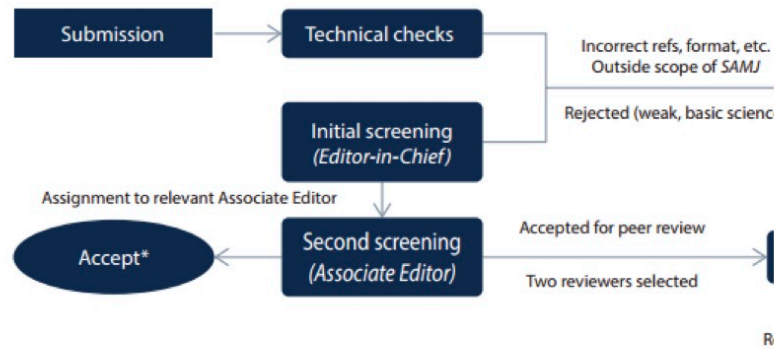 Submission
Technical checks
Incorrect refs, format, etc.
Outside scope of SAMJ
Rejected (weak, basic science
Initial screening
(Editor-in-Chief)
Assignment to relevant Associate Editor
Accept*
Second screening
(Associate Editor)
Accepted for peer review
Two reviewers selected